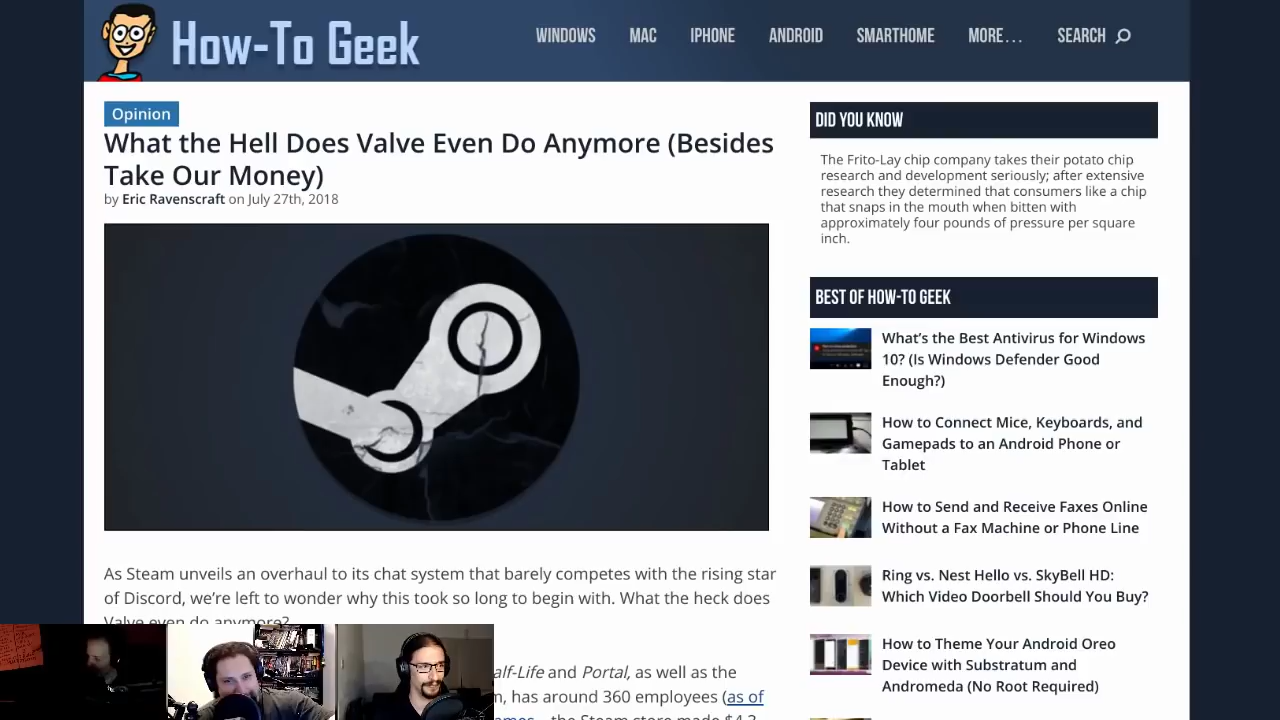 How-To Geek
WINDOWS MAC IPHONE ANDROID SMARTHOME MORE... SEARCH
Opinion
What the Hell Does Valve Even Do Anymore (Besides
Take Our Money)
by Eric Ravenscraft on July 27th, 2018
As Steam unveils an overhaul to its chat system that barely competes with the rising star
of Discord, we're left to wonder why this took so long to begin with. What the heck does
Valve even do anymore?
alf-Life and Portal, as well as the
has around 360 employees (as of
the Steam store made $4.3
DID YOU KNOW
The Frito-Lay chip company takes their potato chip
research and development seriously; after extensive
research they determined that consumers like a chip
that snaps in the mouth when bitten with
approximately four pounds of pressure per square
inch.
BEST OF HOW-TO GEEK
What's the Best Antivirus for Windows
10? (Is Windows Defender Good
Enough?)
How to Connect Mice, Keyboards, and
Gamepads to an Android Phone or
Tablet
How to Send and Receive Faxes Online
Without a Fax Machine or Phone Line
Ring vs. Nest Hello vs. SkyBell HD:
Which Video Doorbell Should You Buy?
How to Theme Your Android Oreo
Device with Substratum and
Andromeda (No Root Required)